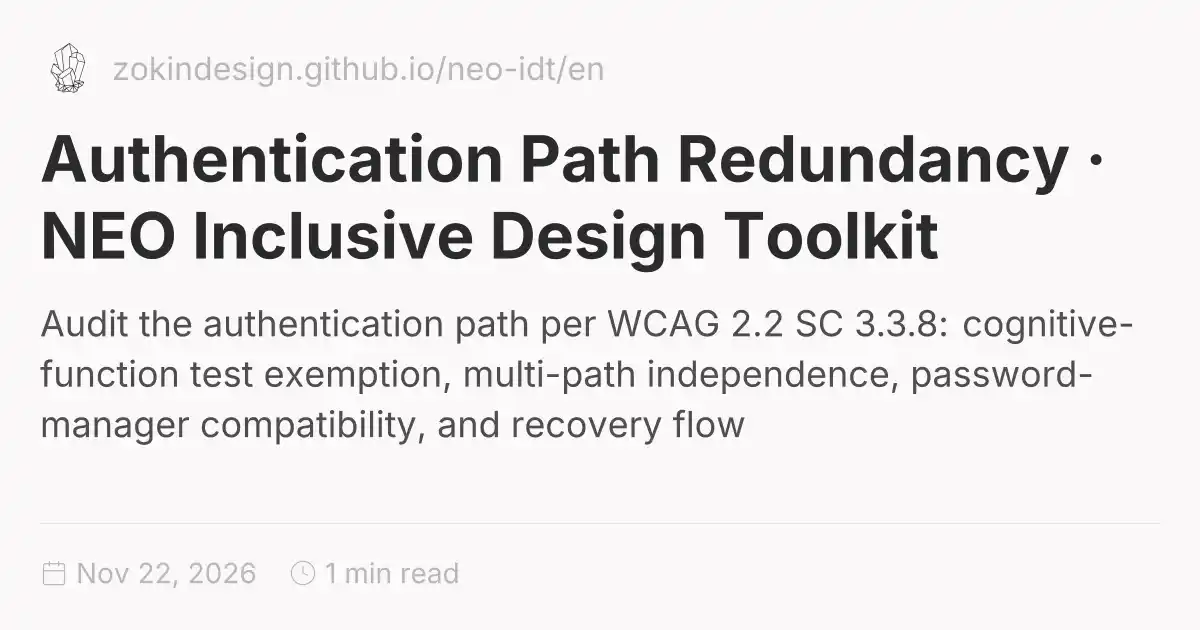 zokindesign.github.io/neo-idt/en
Authentication Path Redundancy ·
NEO Inclusive Design Toolkit
Audit the authentication path per WCAG 2.2 SC 3.3.8: cognitive-
function test exemption, multi-path independence, password-
manager compatibility, and recovery flow
Nov 22, 2026 1 min read